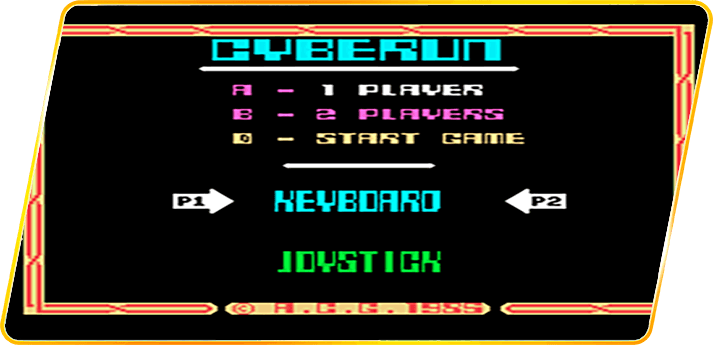 CYBERUN
A - 1 PLAYER
B - 2 PLAYERS
0 - START GAME
P1 KEYBOARD P2
JOYSTICK
© A.C.G. 1985